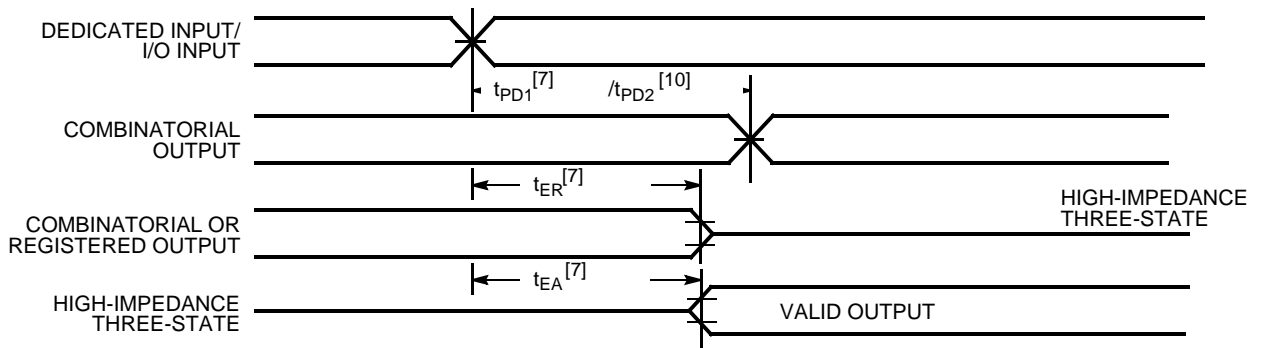 DEDICATED INPUT/
I/O INPUT
tPD1[7] /tPD2[10]
COMBINATORIAL
OUTPUT
tER[7]
HIGH-IMPEDANCE
THREE-STATE
COMBINATORIAL OR
REGISTERED OUTPUT
tEA[7]
HIGH-IMPEDANCE
THREE-STATE
VALID OUTPUT